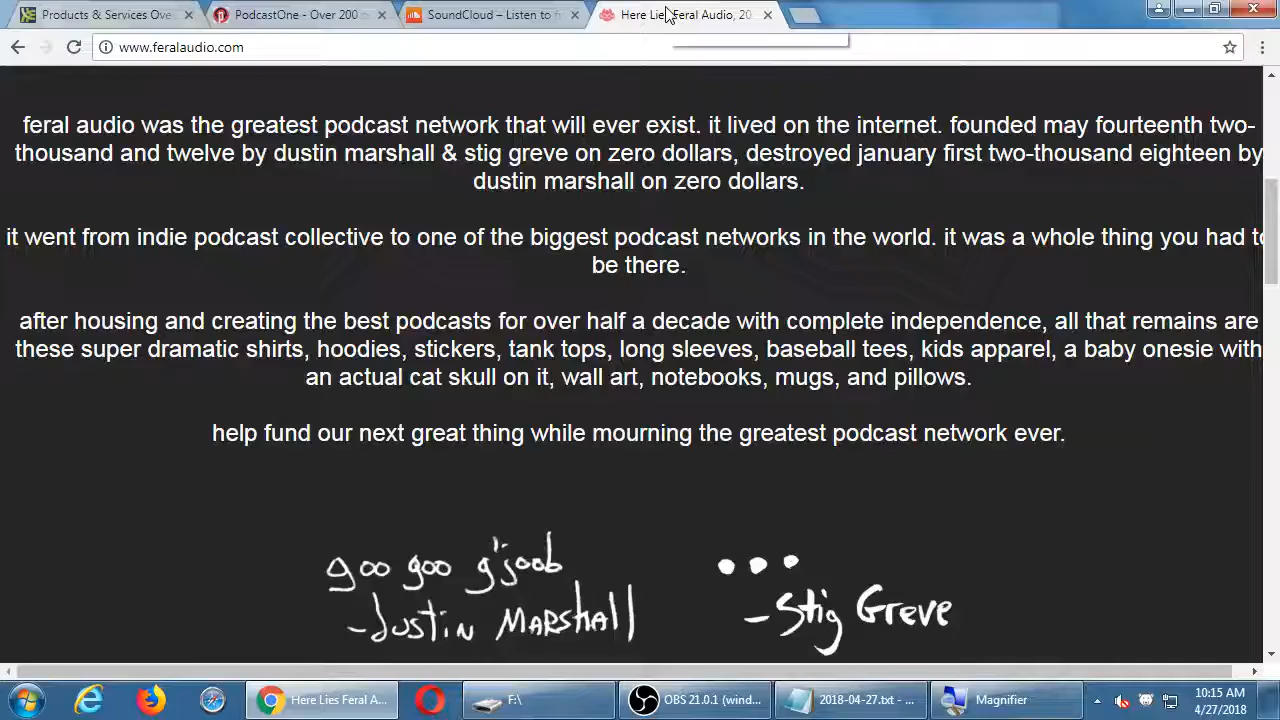 Products & Services Ove
PodcastOne - Over 200
SoundCloud – Listen to f
Here Lies Feral Audio, 20
www.feralaudio.com
feral audio was the greatest podcast network that will ever exist. it lived on the internet. founded may fourteenth two-
thousand and twelve by dustin marshall & stig greve on zero dollars, destroyed january first two-thousand eighteen by
dustin marshall on zero dollars.
it went from indie podcast collective to one of the biggest podcast networks in the world. it was a whole thing you had to
be there.
after housing and creating the best podcasts for over half a decade with complete independence, all that remains are
these super dramatic shirts, hoodies, stickers, tank tops, long sleeves, baseball tees, kids apparel, a baby onesie with
an actual cat skull on it, wall art, notebooks, mugs, and pillows.
help fund our next great thing while mourning the greatest podcast network ever.
goo goo g'joob
-Dustin Marshall
...
-Stig Greve
Here Lies Feral A...
F:\
OBS 21.0.1 (wind...
2018-04-27.txt - ...
Magnifier
10:15 AM
4/27/2018